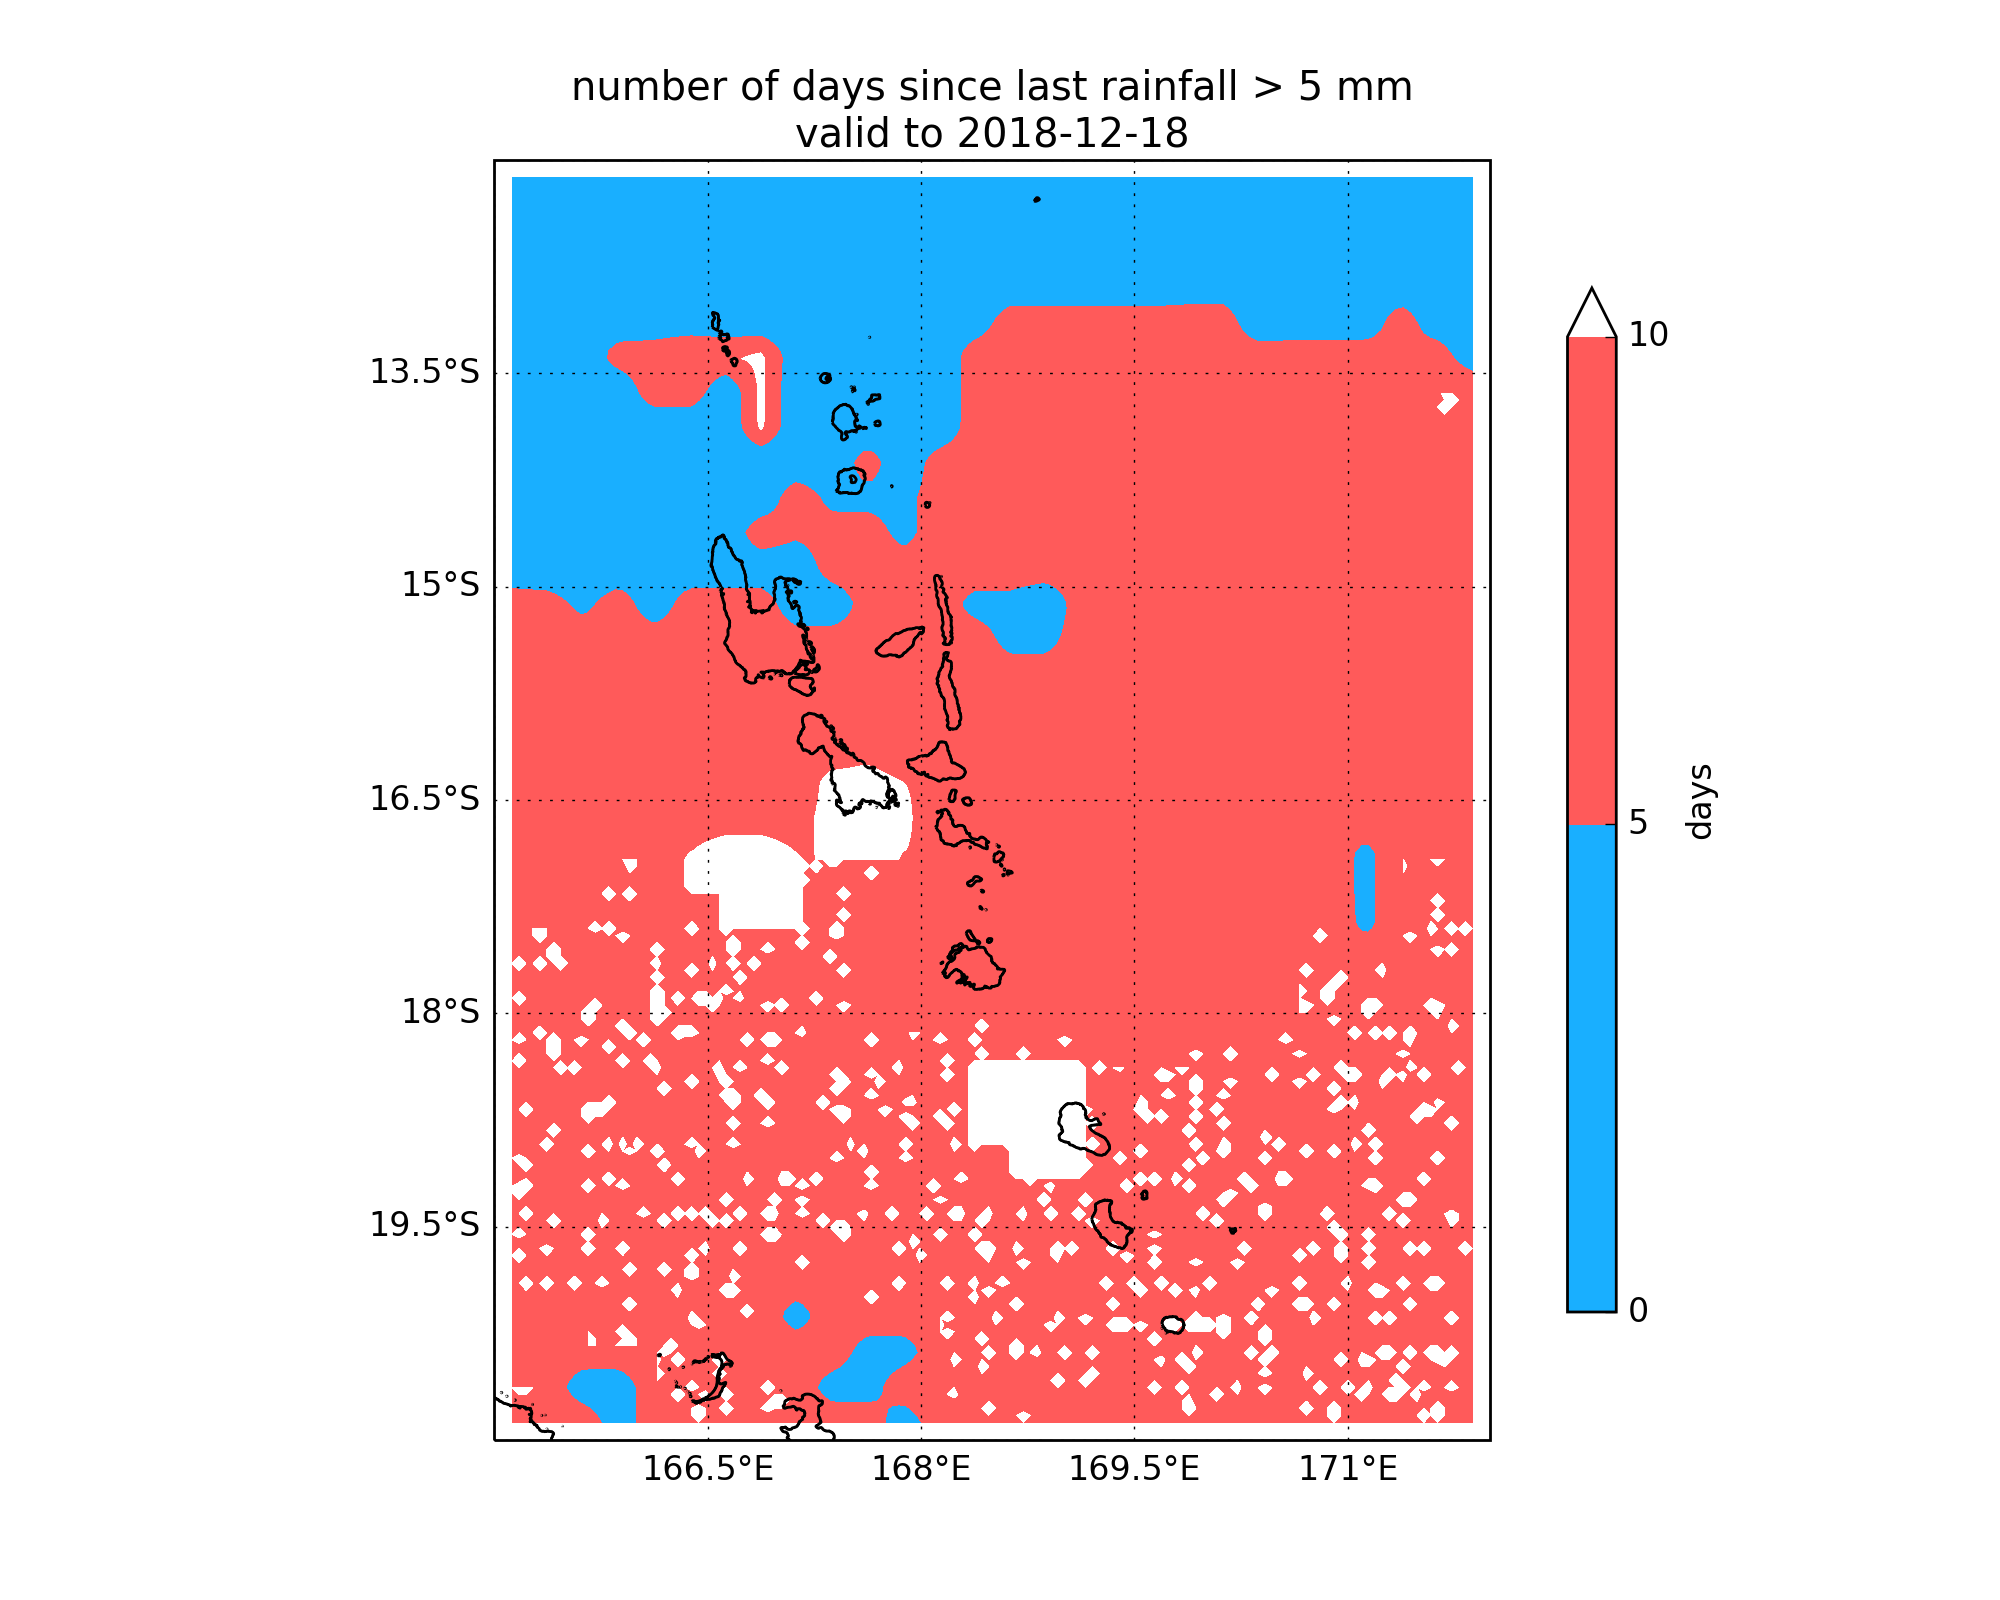 number of days since last rainfall > 5 mm
valid to 2018-12-18
13.5°S
15°S
16.5°S
18°S
19.5°S
166.5°E
168°E
169.5°E
171°E
10
5
0
days